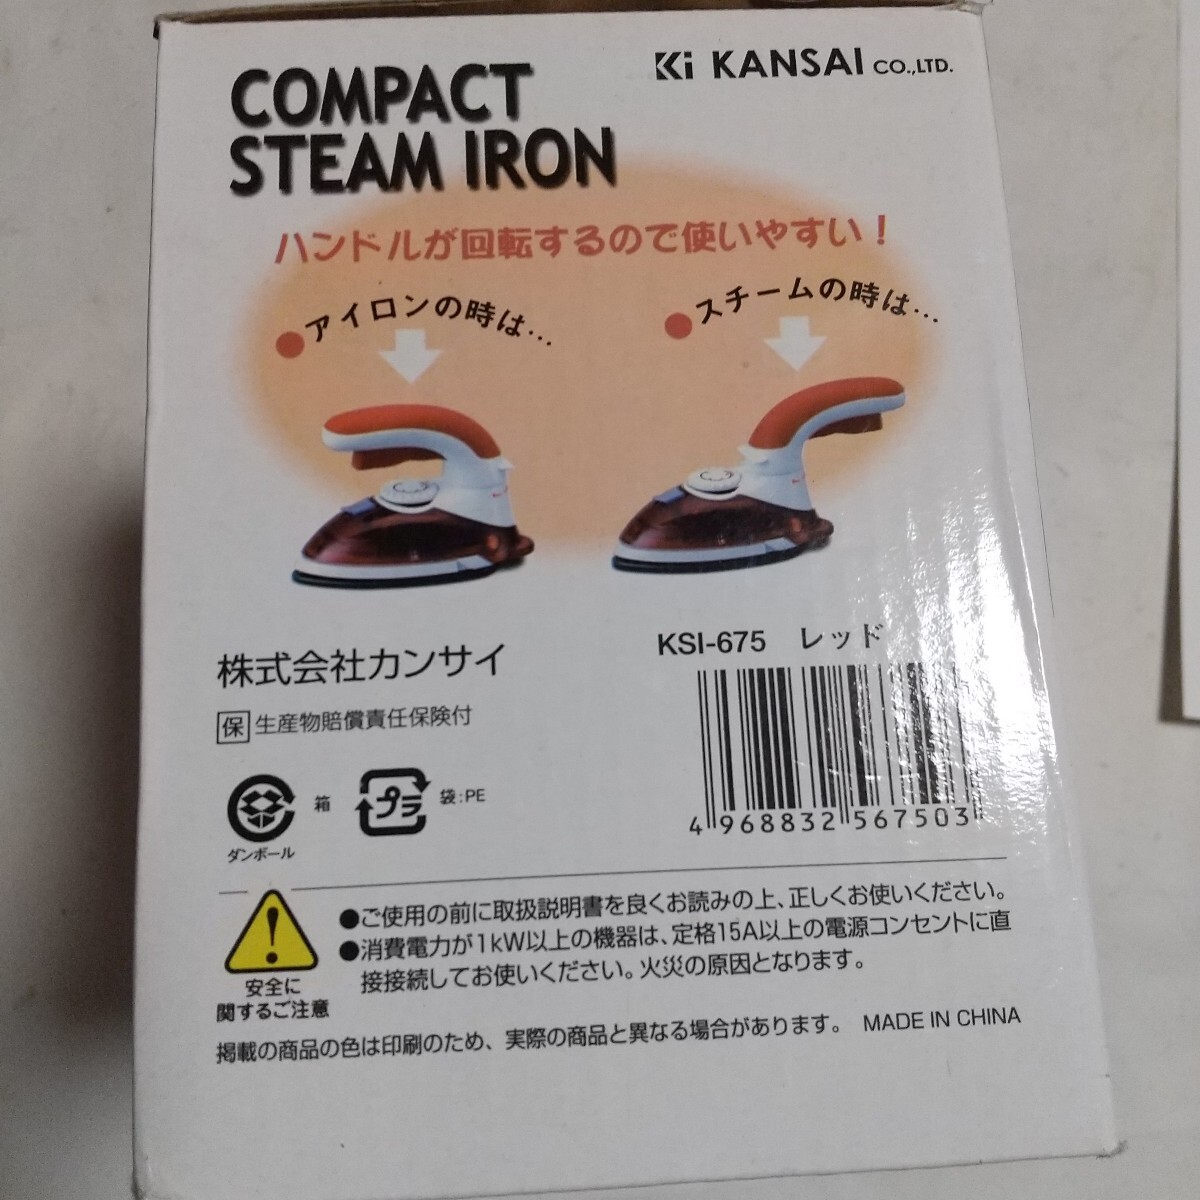 COMPACT
STEAM IRON
Ki KANSAI CO.,LTD.
ハンドルが回転するので使いやすい！
●アイロンの時は…
●スチームの時は…
株式会社カンサイ
保 生産物賠償責任保険付
KSI-675 レッド
4 968832 567503
ダンボール
箱
プラ
袋:PE
安全に
関するご注意
●ご使用の前に取扱説明書を良くお読みの上、正しくお使いください。
●消費電力が1kW以上の機器は、定格15A以上の電源コンセントに直
接接続してお使いください。火災の原因となります。
掲載の商品の色は印刷のため、実際の商品と異なる場合があります。 MADE IN CHINA